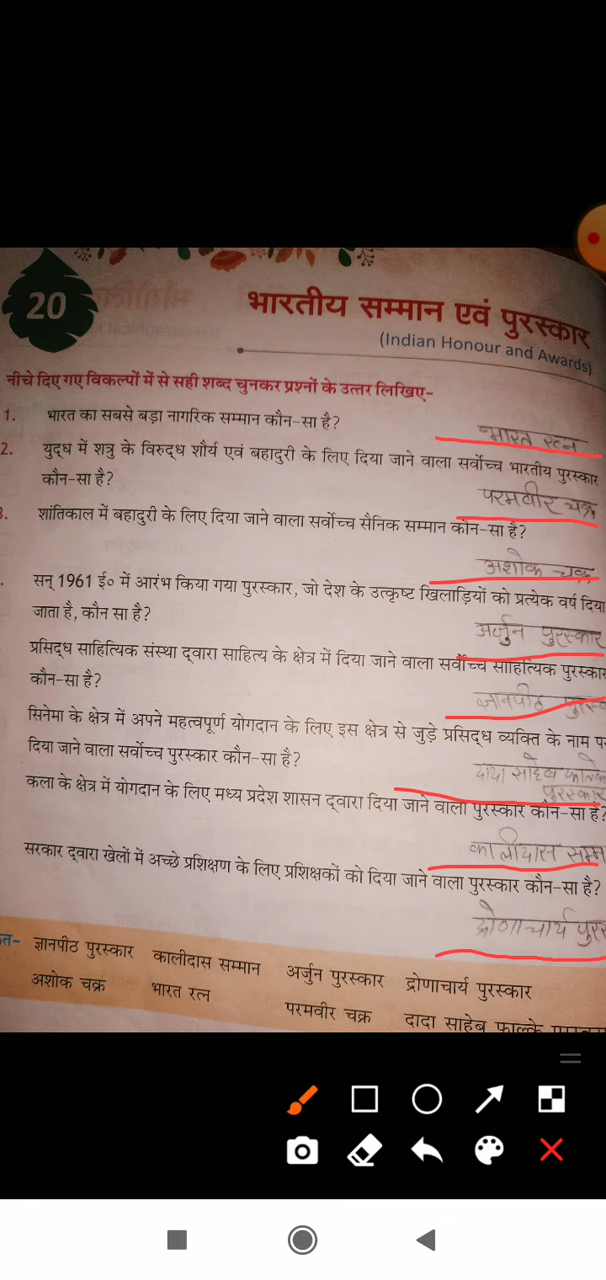 20
भारतीय सम्मान एवं पुरस्कार
(Indian Honour and Awards)
नीचे दिए गए विकल्पों में से सही शब्द चुनकर प्रश्नों के उत्तर लिखिए-
1. भारत का सबसे बड़ा नागरिक सम्मान कौन-सा है?
भारत रत्न
2. युद्ध में शत्रु के विरुद्ध शौर्य एवं बहादुरी के लिए दिया जाने वाला सर्वोच्च भारतीय पुरस्कार
कौन-सा है?
परमवीर चक्र
3. शांतिकाल में बहादुरी के लिए दिया जाने वाला सर्वोच्च सैनिक सम्मान कौन-सा है?
अशोक चक्र
सन् 1961 ई० में आरंभ किया गया पुरस्कार, जो देश के उत्कृष्ट खिलाड़ियों को प्रत्येक वर्ष दिया
जाता है, कौन सा है?
अर्जुन पुरस्कार
प्रसिद्ध साहित्यिक संस्था द्वारा साहित्य के क्षेत्र में दिया जाने वाला सर्वोच्च साहित्यिक पुरस्कार
कौन-सा है?
ज्ञानपीठ
सिनेमा के क्षेत्र में अपने महत्वपूर्ण योगदान के लिए इस क्षेत्र से जुड़े प्रसिद्ध व्यक्ति के नाम
दिया जाने वाला सर्वोच्च पुरस्कार कौन-सा है?
दादा साहेब
पुरस्कार
कला के क्षेत्र में योगदान के लिए मध्य प्रदेश शासन द्वारा दिया जाने वाला पुरस्कार कौन-सा है?
कालीदास सम्म
सरकार द्वारा खेलों में अच्छे प्रशिक्षण के लिए प्रशिक्षकों को दिया जाने वाला पुरस्कार कौन-सा है?
द्रोणाचार्य
ज्ञानपीठ पुरस्कार कालीदास सम्मान अर्जुन पुरस्कार द्रोणाचार्य पुरस्कार
अशोक चक्र भारत रत्न परमवीर चक्र दादा साहेब फाल्के